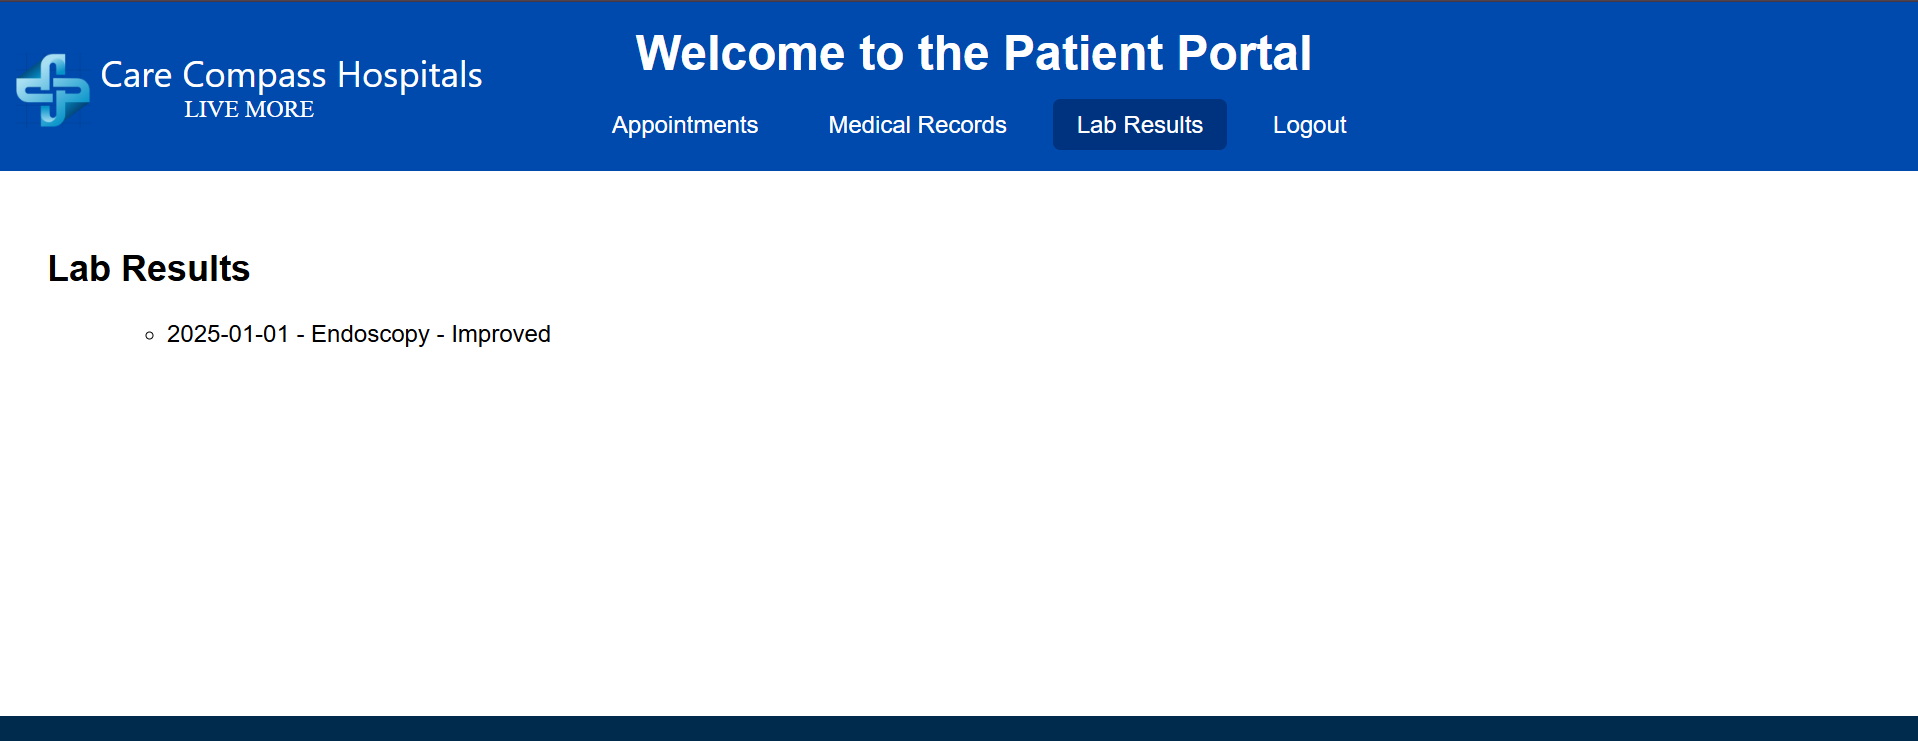 Care Compass Hospitals
LIVE MORE
Welcome to the Patient Portal
Appointments Medical Records Lab Results Logout
Lab Results
2025-01-01 - Endoscopy - Improved